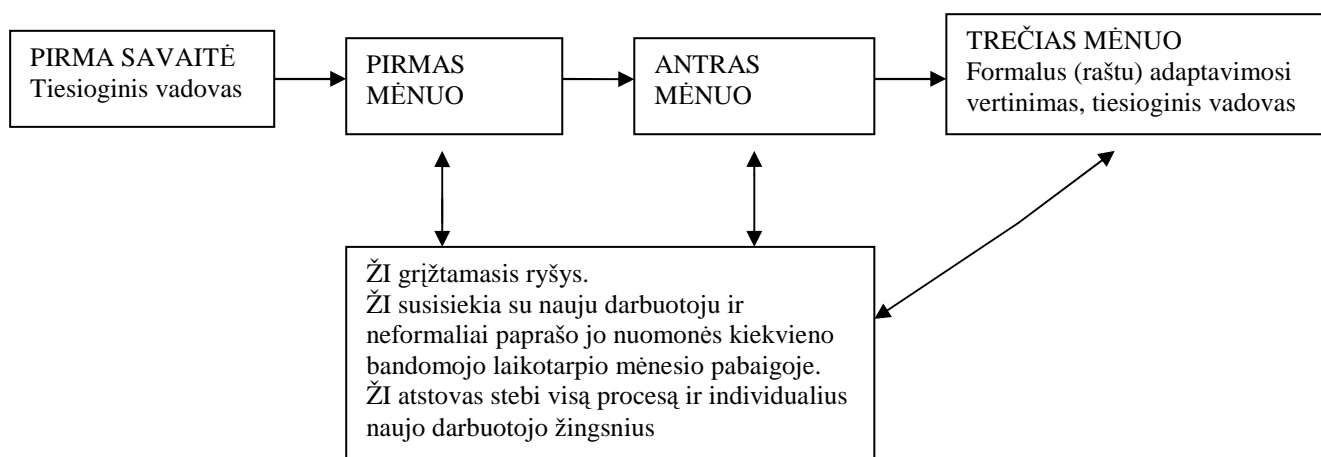 PIRMA SAVAITĖ
Tiesioginis vadovas
PIRMAS
MĖNUO
ANTRAS
MĖNUO
TREČIAS MĖNUO
Formalus (raštu) adaptavimosi
vertinimas, tiesioginis vadovas
ŽI grįžtamasis ryšys.
ŽI susisiekia su nauju darbuotoju ir
neformaliai paprašo jo nuomonės kiekvieno
bandomojo laikotarpio mėnesio pabaigoje.
ŽI atstovas stebi visą procesą ir individualius
naujo darbuotojo žingsnius